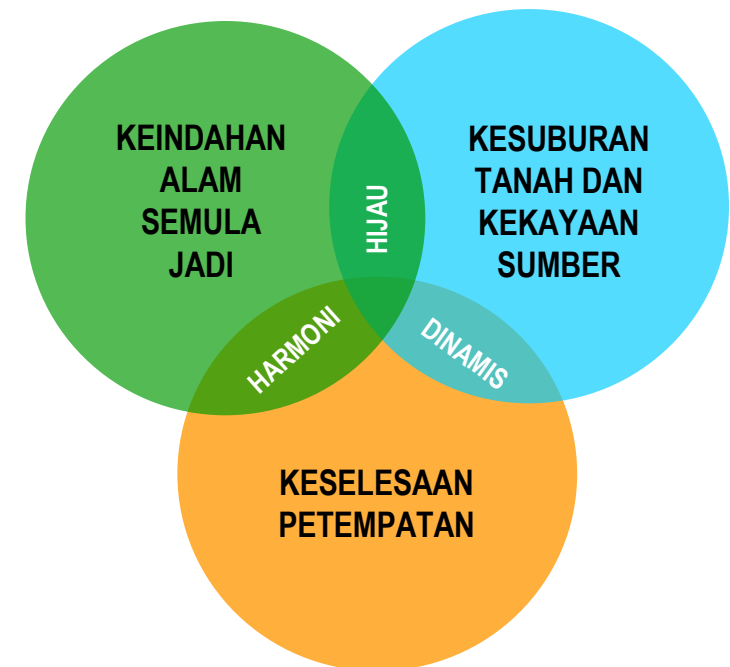 KEINDAHAN
ALAM
SEMULA
JADI
KESUBURAN
TANAH DAN
KEKAYAAN
SUMBER
HIJAU
HARMONI
DINAMIS
KESELESAAN
PETEMPATAN